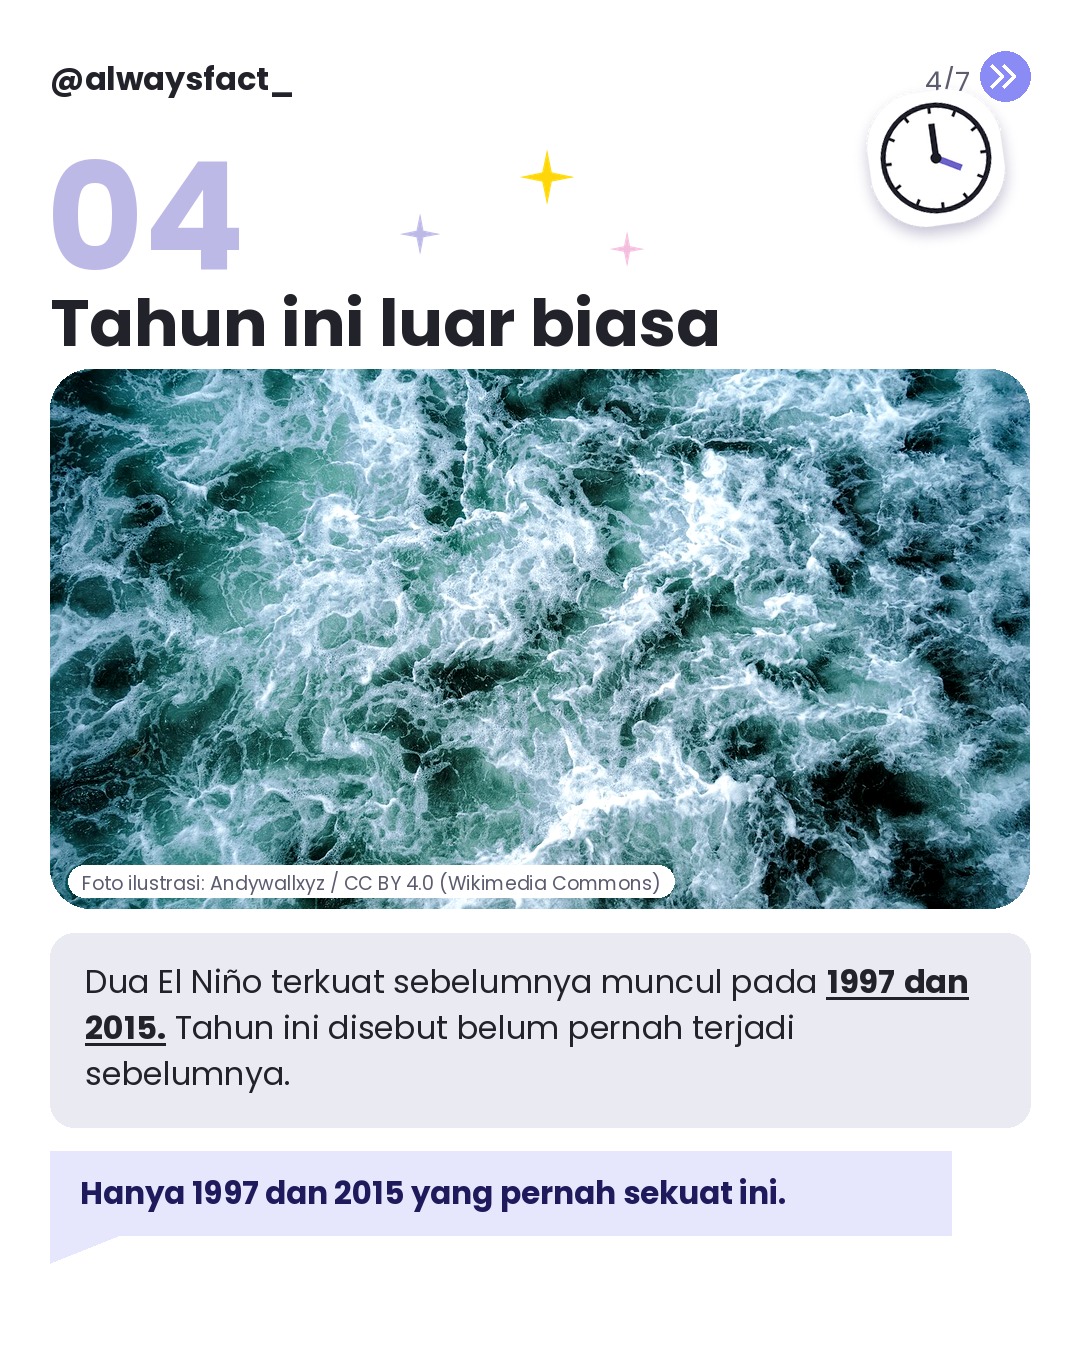 @alwaysfact_
4/7
04
Tahun ini luar biasa
Foto ilustrasi: Andywallxyz / CC BY 4.0 (Wikimedia Commons)
Dua El Niño terkuat sebelumnya muncul pada 1997 dan
2015. Tahun ini disebut belum pernah terjadi
sebelumnya.
Hanya 1997 dan 2015 yang pernah sekuat ini.